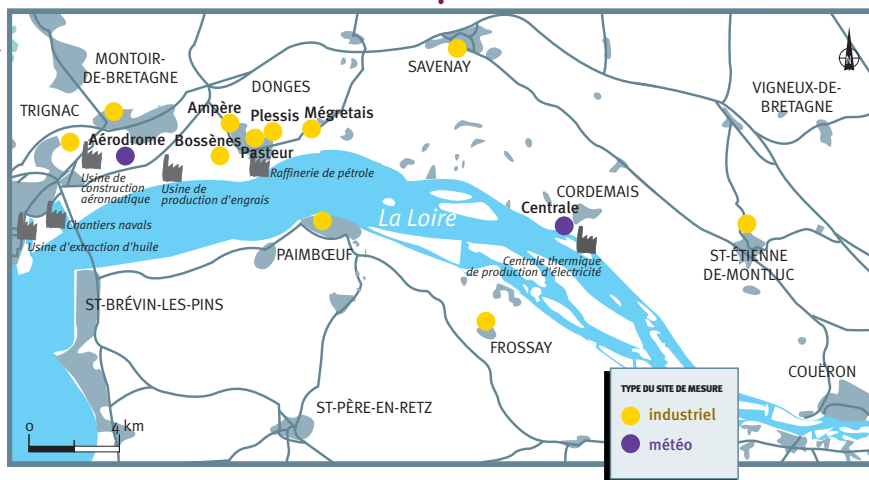 SAVENAY
MONTOIR-
DE-BRETAGNE
DONGES
VIGNEUX-DE-
BRETAGNE
TRIGNAC
Ampère
Plessis
Mégretais
Aérodrome
Bossènes
Pasteur
Usine de
construction
aéronautique
Usine de
production d'engrais
Raffinerie de pétrole
CORDEMAIS
Centrale
La Loire
Chantiers navals
Usine d'extraction d'huile
PAIMBŒUF
Centrale thermique
de production d'électricité
ST-ÉTIENNE
DE-MONTLUC
ST-BRÉVIN-LES-PINS
FROSSAY
COUËRON
ST-PÈRE-EN-RETZ
TYPE DU SITE DE MESURE
industriel
météo
0 4 km
N